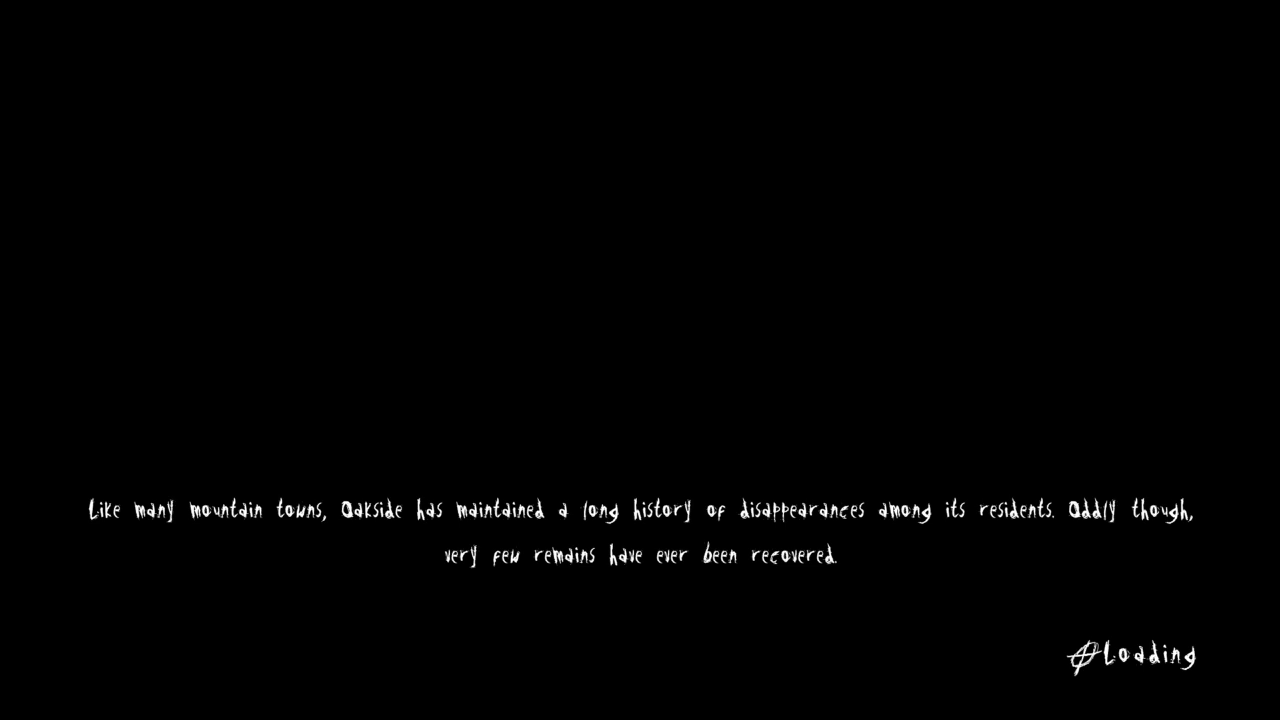 Like many mountain towns, Oakside has maintained a long history of disappearances among its residents. Oddly though,
very few remains have ever been recovered.
Loading